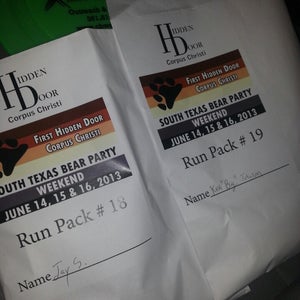 HIDDEN
DOOR
Corpus Christi
FIRST HIDDEN DOOR
CORPUS CHRISTI
SOUTH TEXAS BEAR PARTY
WEEKEND
JUNE 14, 15 & 16, 2013
Run Pack # 18
Name Jay S.
HIDDEN
DOOR
Corpus Christi
FIRST HIDDEN DOOR
CORPUS CHRISTI
SOUTH TEXAS BEAR PARTY
WEEKEND
JUNE 14, 15 & 16, 2013
Run Pack # 19
Name